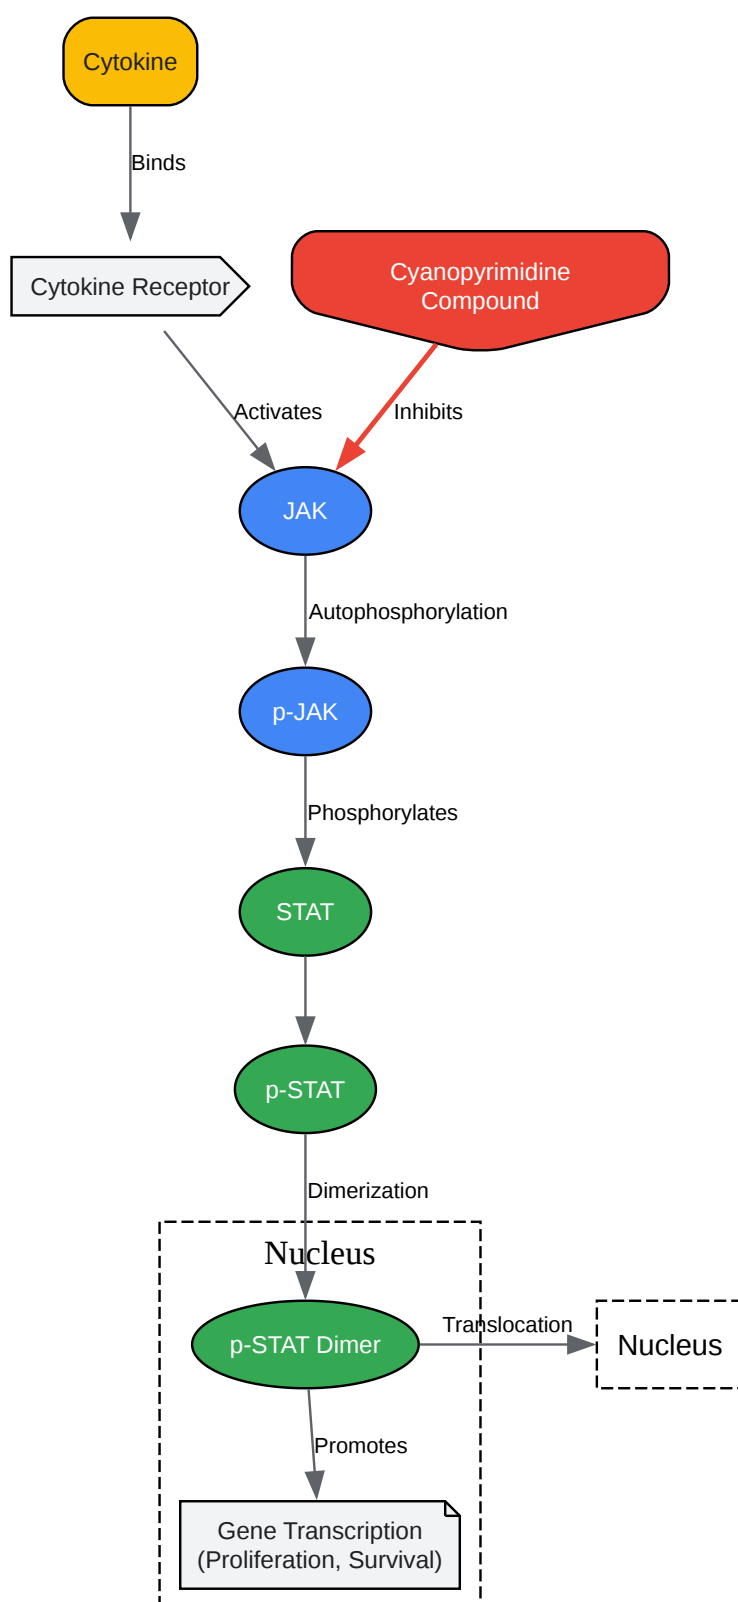 Cytokine
Binds
Cytokine Receptor
Cyanopyrimidine
Compound
Activates
Inhibits
JAK
Autophosphorylation
p-JAK
Phosphorylates
STAT
p-STAT
Dimerization
Nucleus
p-STAT Dimer
Translocation
Nucleus
Promotes
Gene Transcription
(Proliferation, Survival)